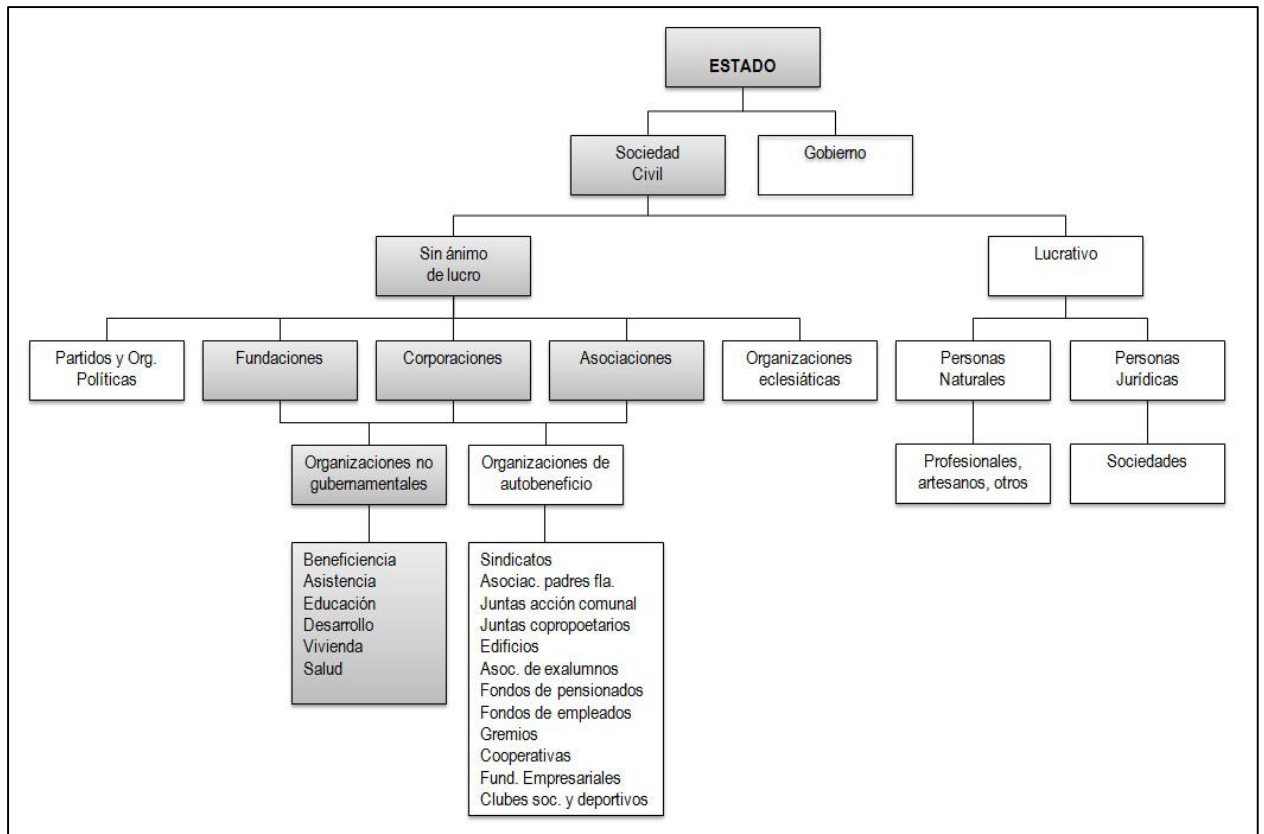 ESTADO
Sociedad
Civil
Gobierno
Sin ánimo
de lucro
Lucrativo
Partidos y Org.
Políticas
Fundaciones
Corporaciones
Asociaciones
Organizaciones
eclesiáticas
Personas
Naturales
Personas
Jurídicas
Organizaciones no
gubernamentales
Organizaciones de
autobeneficio
Profesionales,
artesanos, otros
Sociedades
Beneficiencia
Asistencia
Educación
Desarrollo
Vivienda
Salud
Sindicatos
Asociac. padres fla.
Juntas acción comunal
Juntas copropoetarios
Edificios
Asoc. de exalumnos
Fondos de pensionados
Fondos de empleados
Gremios
Cooperativas
Fund. Empresariales
Clubes soc. y deportivos